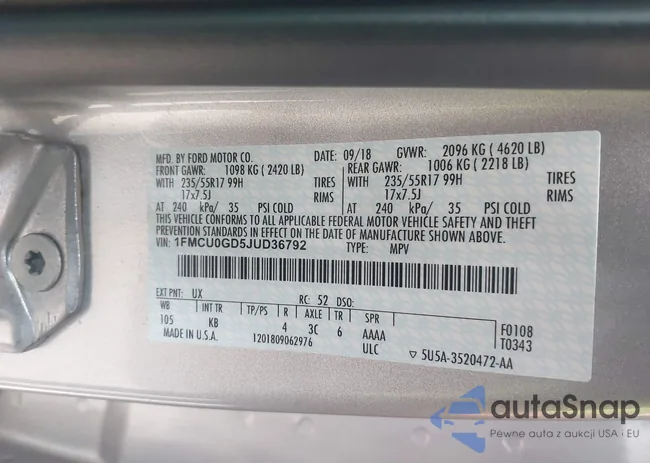 MFD. BY FORD MOTOR CO. DATE: 09/18 GVWR: 2096 KG ( 4620 LB)
FRONT GAWR: 1098 KG ( 2420 LB) REAR GAWR: 1006 KG ( 2218 LB)
WITH 235/55R17 99H TIRES WITH 235/55R17 99H TIRES
17x7.5J RIMS 17x7.5J RIMS
AT 240 kPa/ 35 PSI COLD AT 240 kPa/ 35 PSI COLD
THIS VEHICLE CONFORMS TO ALL APPLICABLE FEDERAL MOTOR VEHICLE SAFETY AND THEFT
PREVENTION STANDARDS IN EFFECT ON THE DATE OF MANUFACTURE SHOWN ABOVE.
VIN: 1FMCU0GD5JUD36792 TYPE: MPV
EXT PNT: UX RC: 52 DSO:
WB INT TR TP/PS R AXLE TR SPR F0108
105 KB 4 3C 6 AAAA T0343
MADE IN U.S.A. 1201809062976 ULC ▽ 5U5A-3520472-AA
autaSnap
Pewne auta z aukcji USA i EU